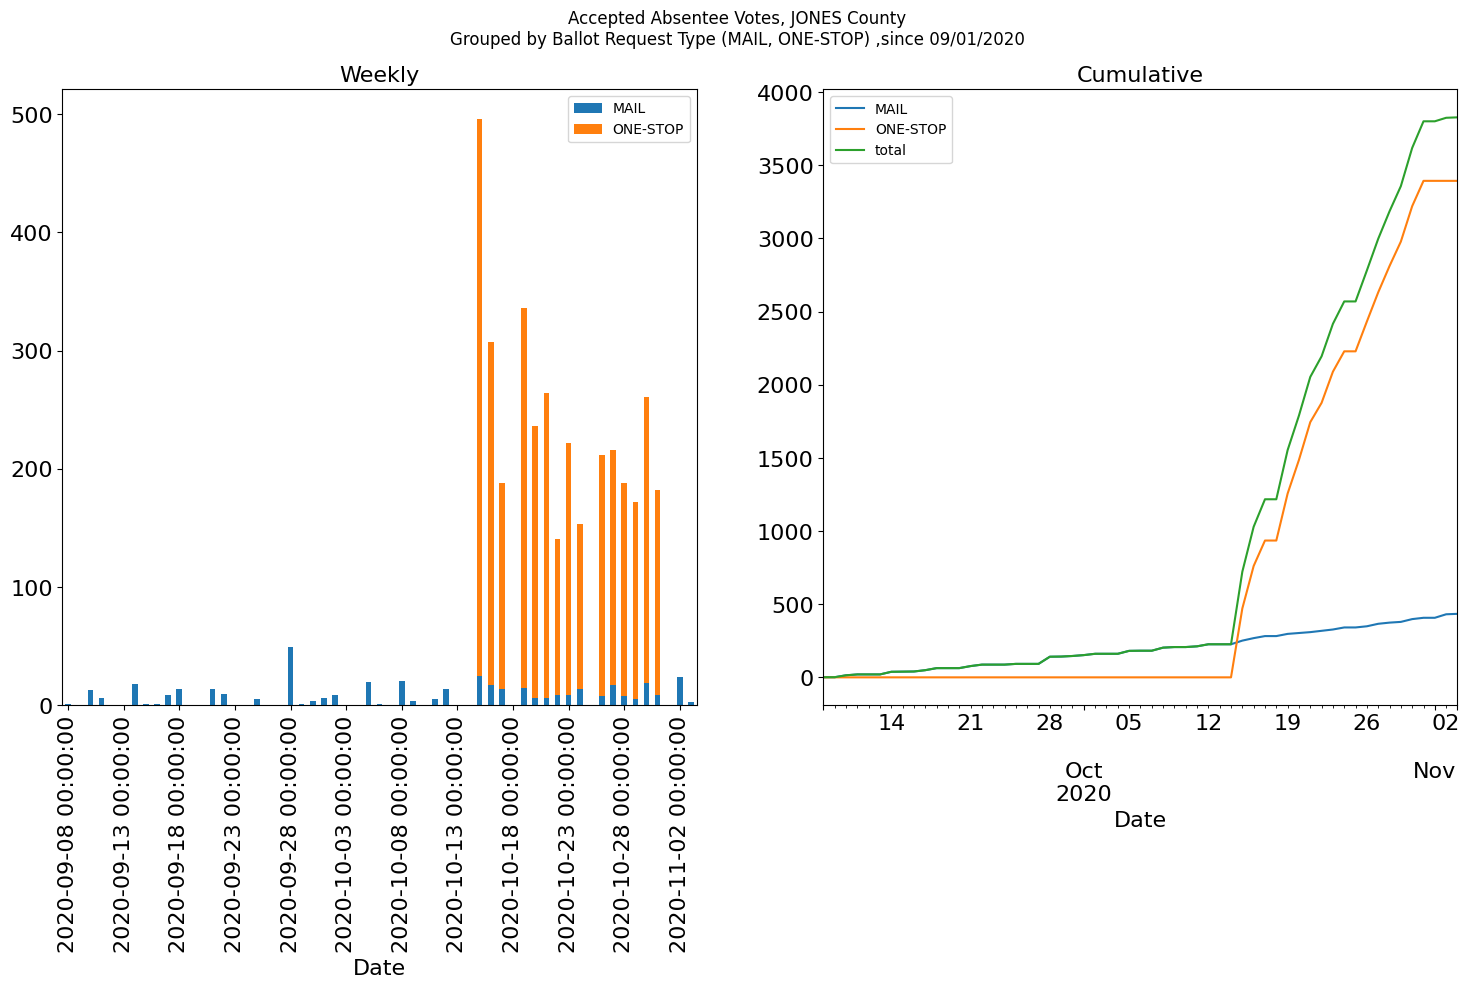 Accepted Absentee Votes, JONES County
Grouped by Ballot Request Type (MAIL, ONE-STOP) ,since 09/01/2020
Weekly
500
400
300
200
100
0
MAIL
ONE-STOP
2020-09-08 00:00:00
2020-09-13 00:00:00
2020-09-18 00:00:00
2020-09-23 00:00:00
2020-09-28 00:00:00
2020-10-03 00:00:00
2020-10-08 00:00:00
2020-10-13 00:00:00
2020-10-18 00:00:00
2020-10-23 00:00:00
2020-10-28 00:00:00
2020-11-02 00:00:00
Date
Cumulative
4000
3500
3000
2500
2000
1500
1000
500
0
MAIL
ONE-STOP
total
14 21 28 05 12 19 26 02
Oct Nov
2020
Date